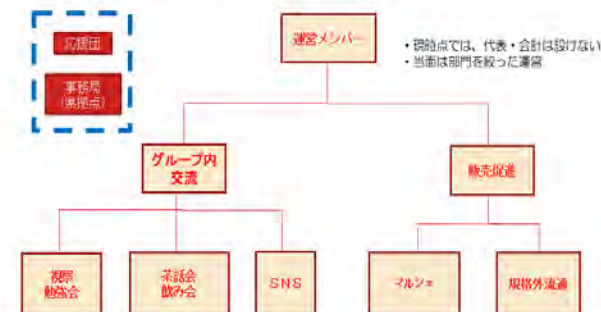 応援団
事務局
(県拠点)
運営メンバー
・現時点では、代表・会計は設けない
・当面は部門を絞った運営
グループ内
交流
販売促進
視察
勉強会
茶話会
飲み会
SNS
マルシェ
規格外流通